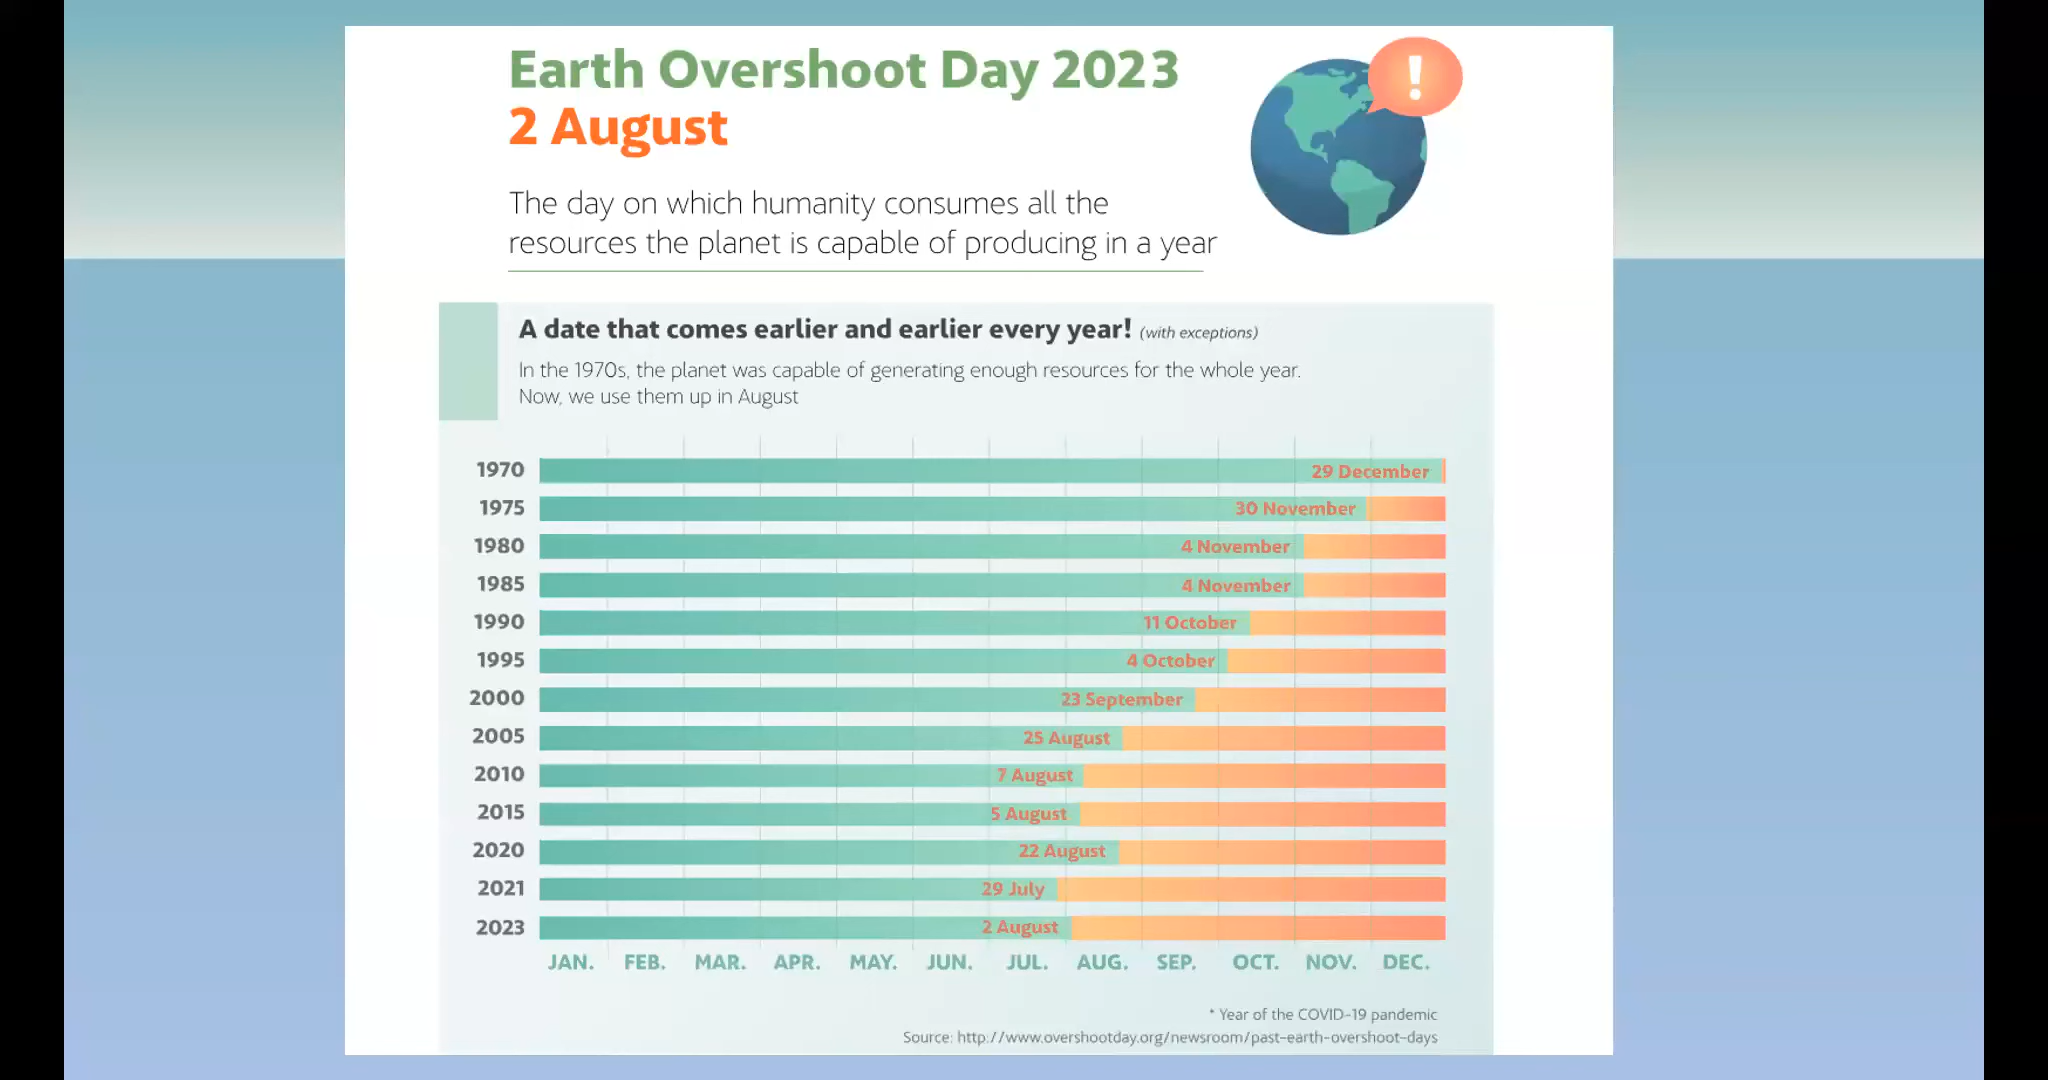 Earth Overshoot Day 2023
2 August
!
The day on which humanity consumes all the
resources the planet is capable of producing in a year
A date that comes earlier and earlier every year! (with exceptions)
In the 1970s, the planet was capable of generating enough resources for the whole year.
Now, we use them up in August
1970 29 December
1975 30 November
1980 4 November
1985 4 November
1990 11 October
1995 4 October
2000 23 September
2005 25 August
2010 7 August
2015 5 August
2020 22 August
2021 29 July
2023 2 August
JAN. FEB. MAR. APR. MAY. JUN. JUL. AUG. SEP. OCT. NOV. DEC.
* Year of the COVID-19 pandemic
Source: http://www.overshootday.org/newsroom/past-earth-overshoot-days